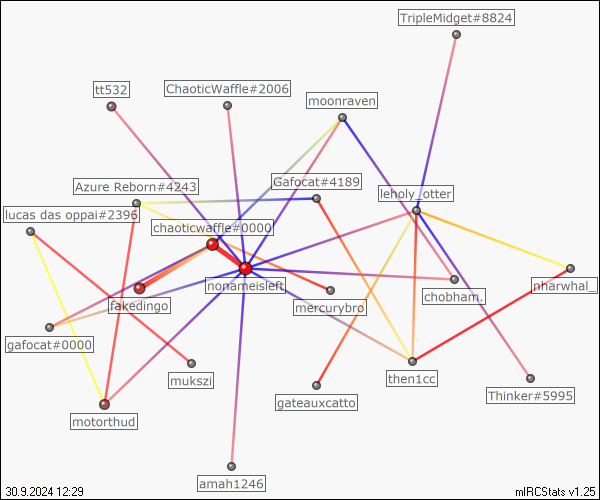 TripleMidget#8824
tt532
ChaoticWaffle#2006
moonraven
Azure Reborn#4243
Gafocat#4189
leholy_otter
lucas das oppai#2396
chaoticwaffle#0000
nonameisleft
nharwhal_
fakedingo
mercurybrø
chobham.
gafocat#0000
mukszi
then1cc
gateauxcatto
Thinker#5995
motorthud
amah1246
30.9.2024 12:29
mIRCStats v1.25